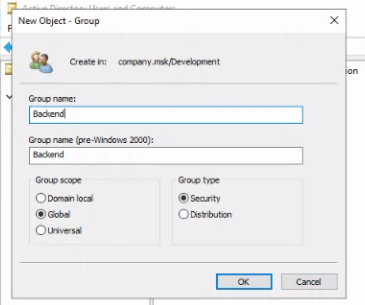 Active Directory Users and Computers
New Object - Group
Create in: company.msk/Development
Group name:
Backend
Group name (pre-Windows 2000):
Backend
Group scope
Domain local
Global
Universal
Group type
Security
Distribution
OK
Cancel